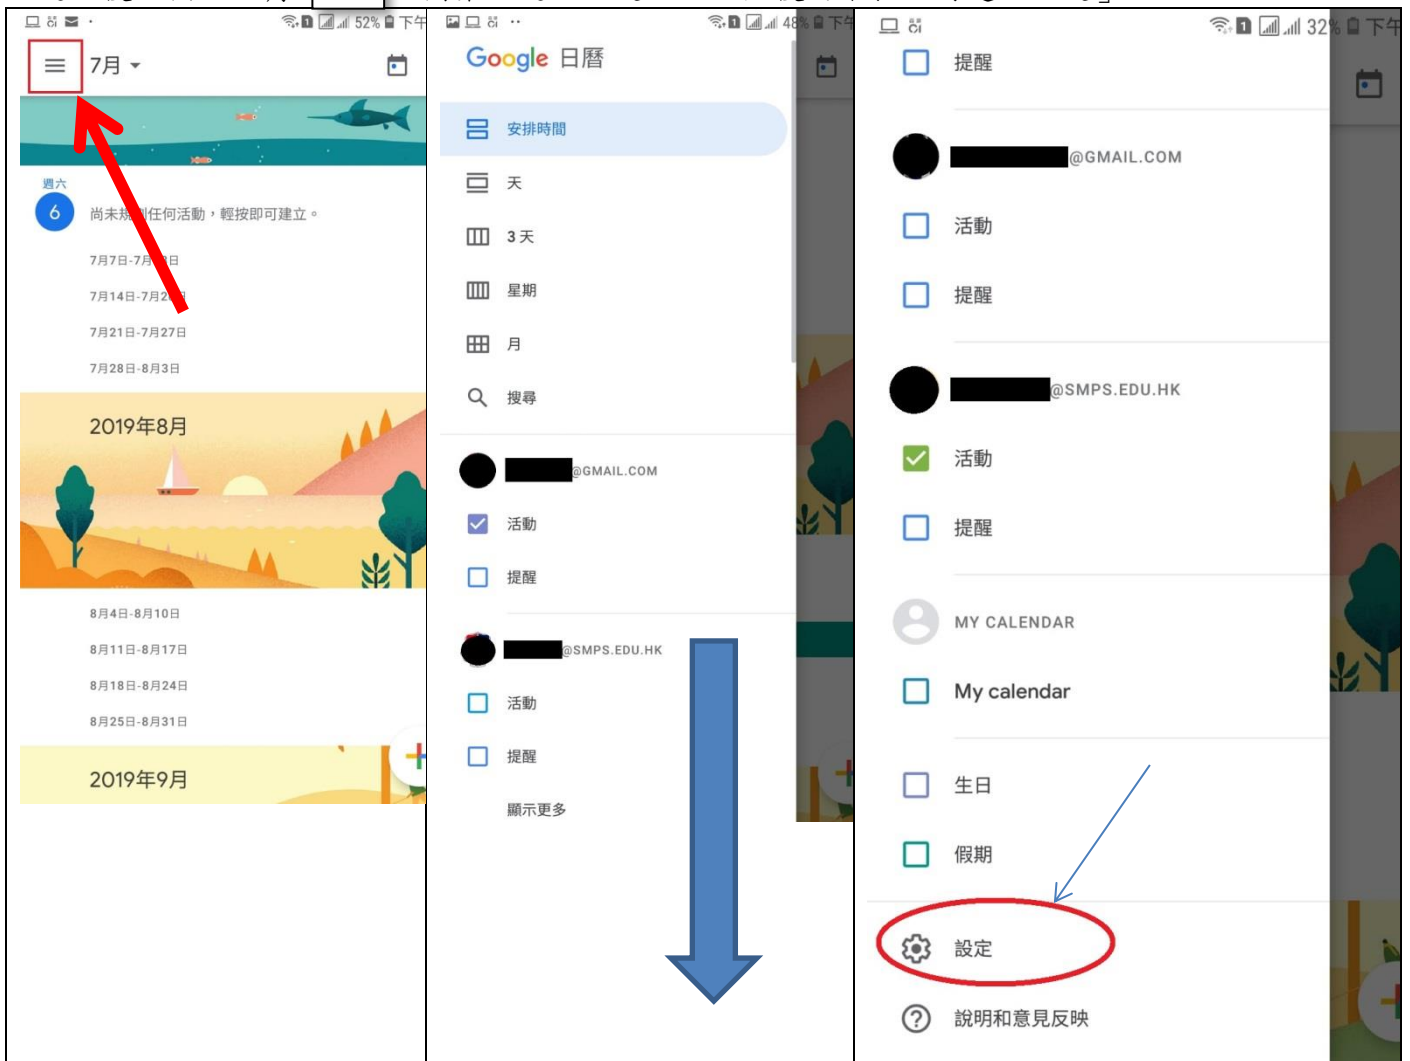 52% 下午
7月
週六
6
尚未規劃任何活動，輕按即可建立。
7月7日-7月
日
7月14日-7月2
7月21日-7月27日
7月28日-8月3日
2019年8月
8月4日-8月10日
8月11日-8月17日
8月18日-8月24日
8月25日-8月31日
2019年9月
48% 下午
Google 日曆
安排時間
天
3 天
星期
月
搜尋
@GMAIL.COM
活動
提醒
@SMPS.EDU.HK
活動
提醒
顯示更多
1 32% 下午
提醒
@GMAIL.COM
活動
提醒
@SMPS.EDU.HK
活動
提醒
MY CALENDAR
My calendar
生日
假期
設定
說明和意見反映